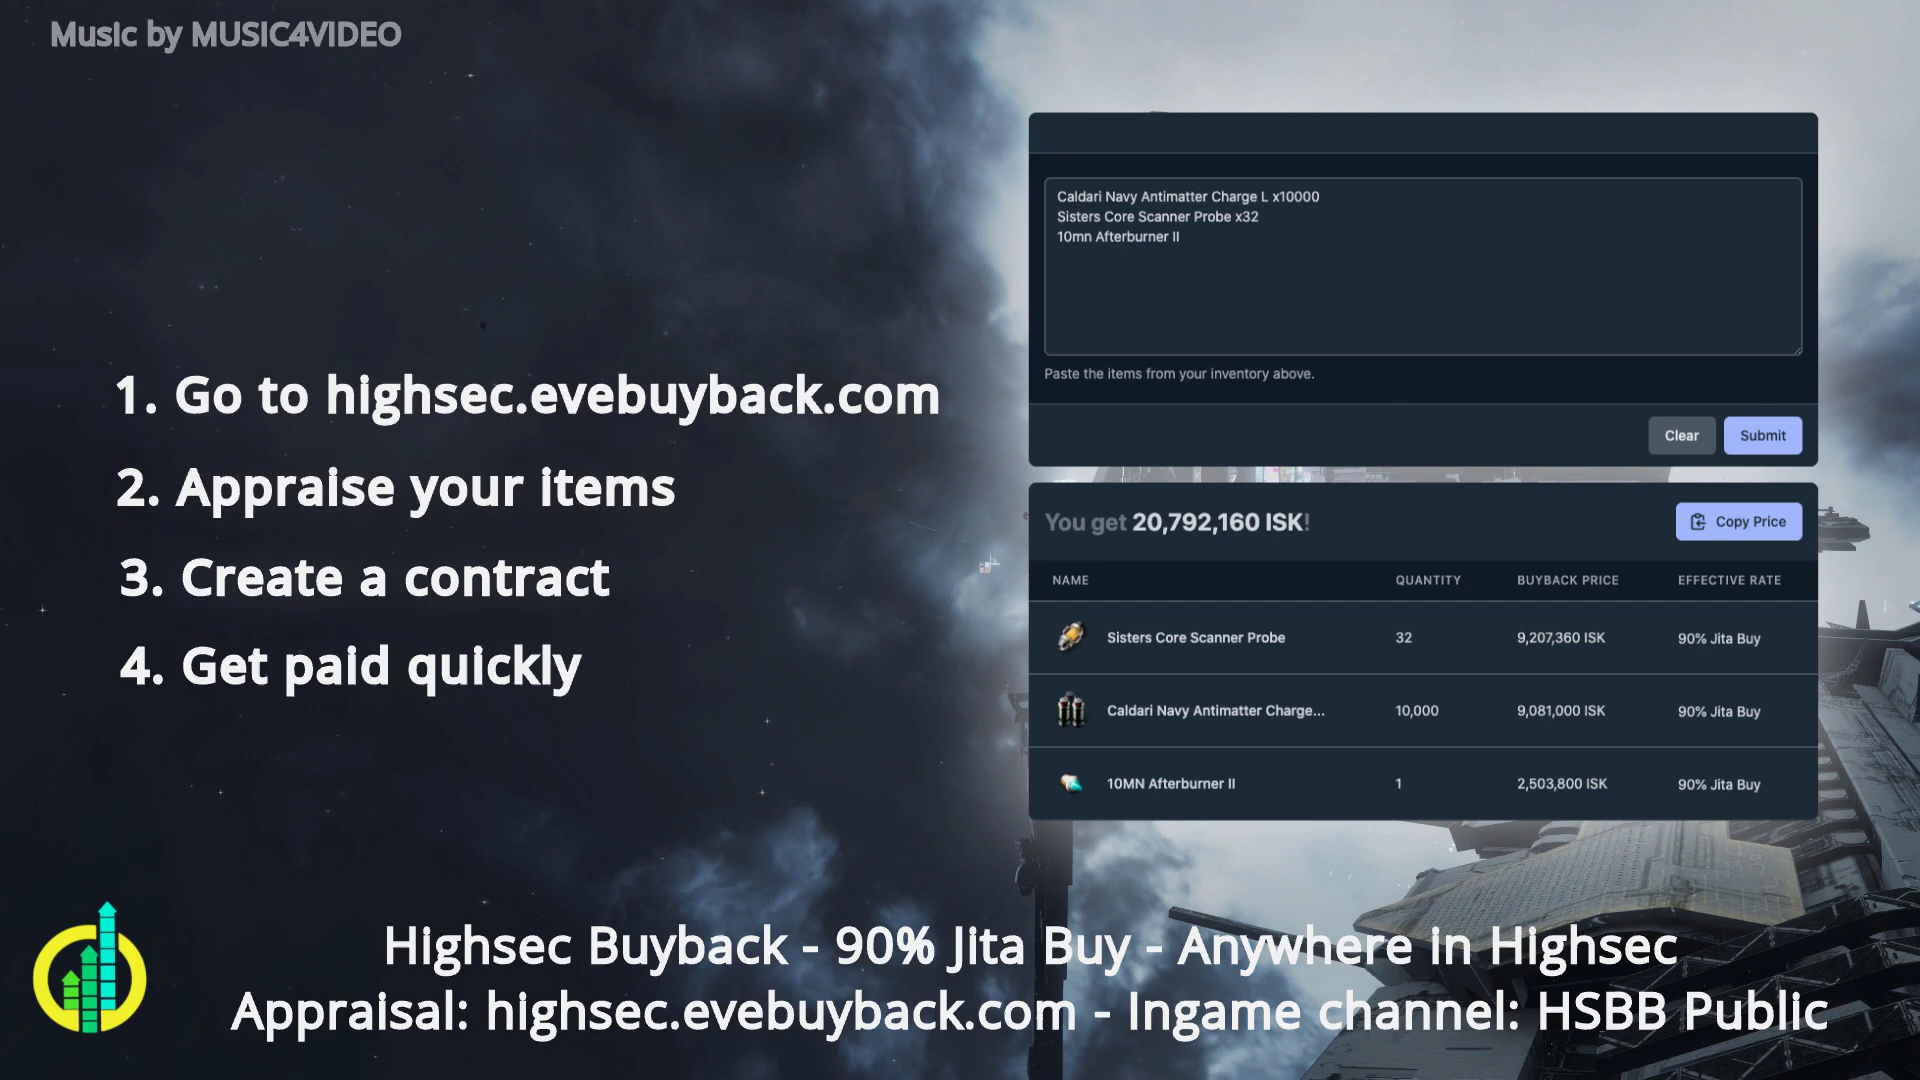 Music by MUSIC4VIDEO
1. Go to highsec.evebuyback.com
2. Appraise your items
3. Create a contract
4. Get paid quickly
Caldari Navy Antimatter Charge L x10000
Sisters Core Scanner Probe x32
10mn Afterburner II
Paste the items from your inventory above.
Clear Submit
You get 20,792,160 ISK! Copy Price
NAME QUANTITY BUYBACK PRICE EFFECTIVE RATE
Sisters Core Scanner Probe 32 9,207,360 ISK 90% Jita Buy
Caldari Navy Antimatter Charge... 10,000 9,081,000 ISK 90% Jita Buy
10MN Afterburner II 1 2,503,800 ISK 90% Jita Buy
Highsec Buyback - 90% Jita Buy - Anywhere in Highsec
Appraisal: highsec.evebuyback.com - Ingame channel: HSBB Public